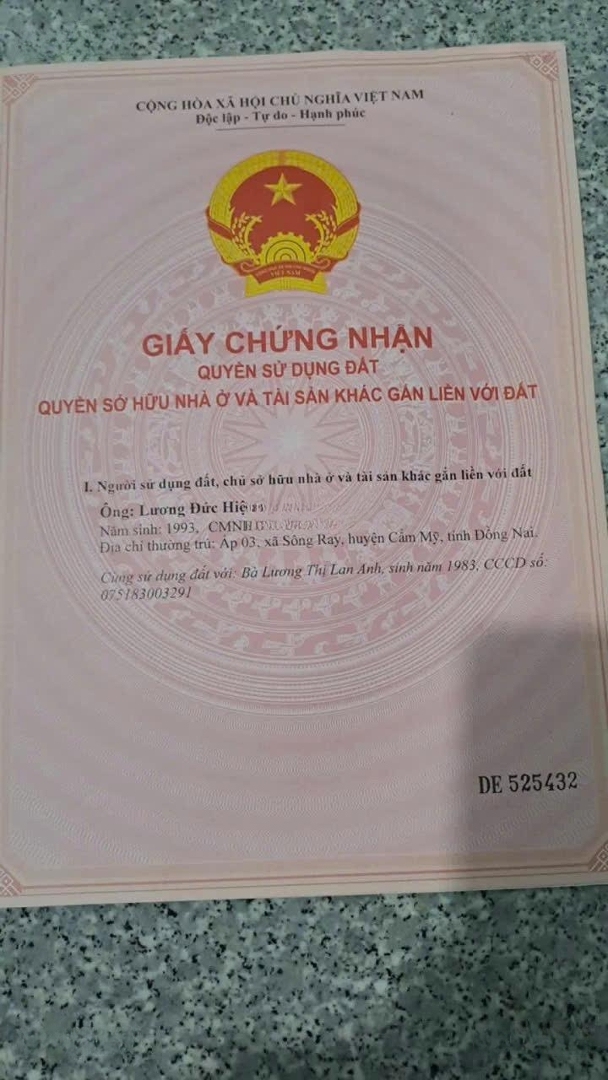 CỘNG HÒA XÃ HỘI CHỦ NGHĨA VIỆT NAM
Độc lập - Tự do - Hạnh phúc
VIỆT NAM
GIẤY CHỨNG NHẬN
QUYỀN SỬ DỤNG ĐẤT
QUYỀN SỞ HỮU NHÀ Ở VÀ TÀI SẢN KHÁC GẮN LIỀN VỚI ĐẤT
I. Người sử dụng đất, chủ sở hữu nhà ở và tài sản khác gắn liền với đất
Ông: Lương Đức
Năm sinh: 1993,
Địa chỉ thường trú: Ấp 03, xã Sông Ray, huyện Cẩm Mỹ, tỉnh Đồng Nai.
Cùng sử dụng đất với: Bà Lương Thị Lan Anh, sinh năm 1983, CCCD số:
075183003291
DE 525432